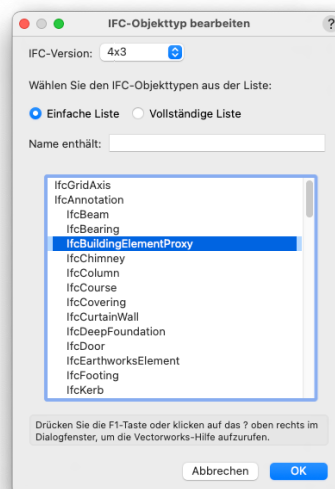 IFC-Objekttyp bearbeiten
?
IFC-Version: 4x3
Wählen Sie den IFC-Objekttypen aus der Liste:
Einfache Liste Vollständige Liste
Name enthält:
IfcGridAxis
IfcAnnotation
IfcBeam
IfcBearing
IfcBuildingElementProxy
IfcChimney
IfcColumn
IfcCourse
IfcCovering
IfcCurtainWall
IfcDeepFoundation
IfcDoor
IfcEarthworksElement
IfcFooting
IfcKerb
Drücken Sie die F1-Taste oder klicken auf das ? oben rechts im
Dialogfenster, um die Vectorworks-Hilfe aufzurufen.
Abbrechen OK